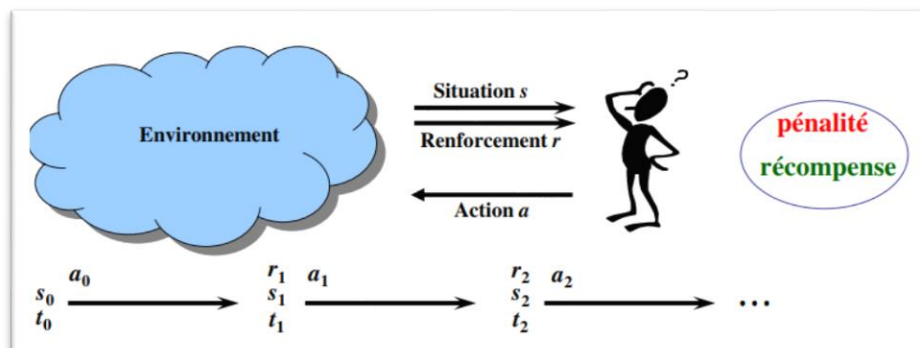 Situation s
Environnement
Renforcement r
Action a
?
pénalité
récompense
a₀
s₀
t₀
r₁ a₁
s₁
t₁
r₂ a₂
s₂
t₂
...